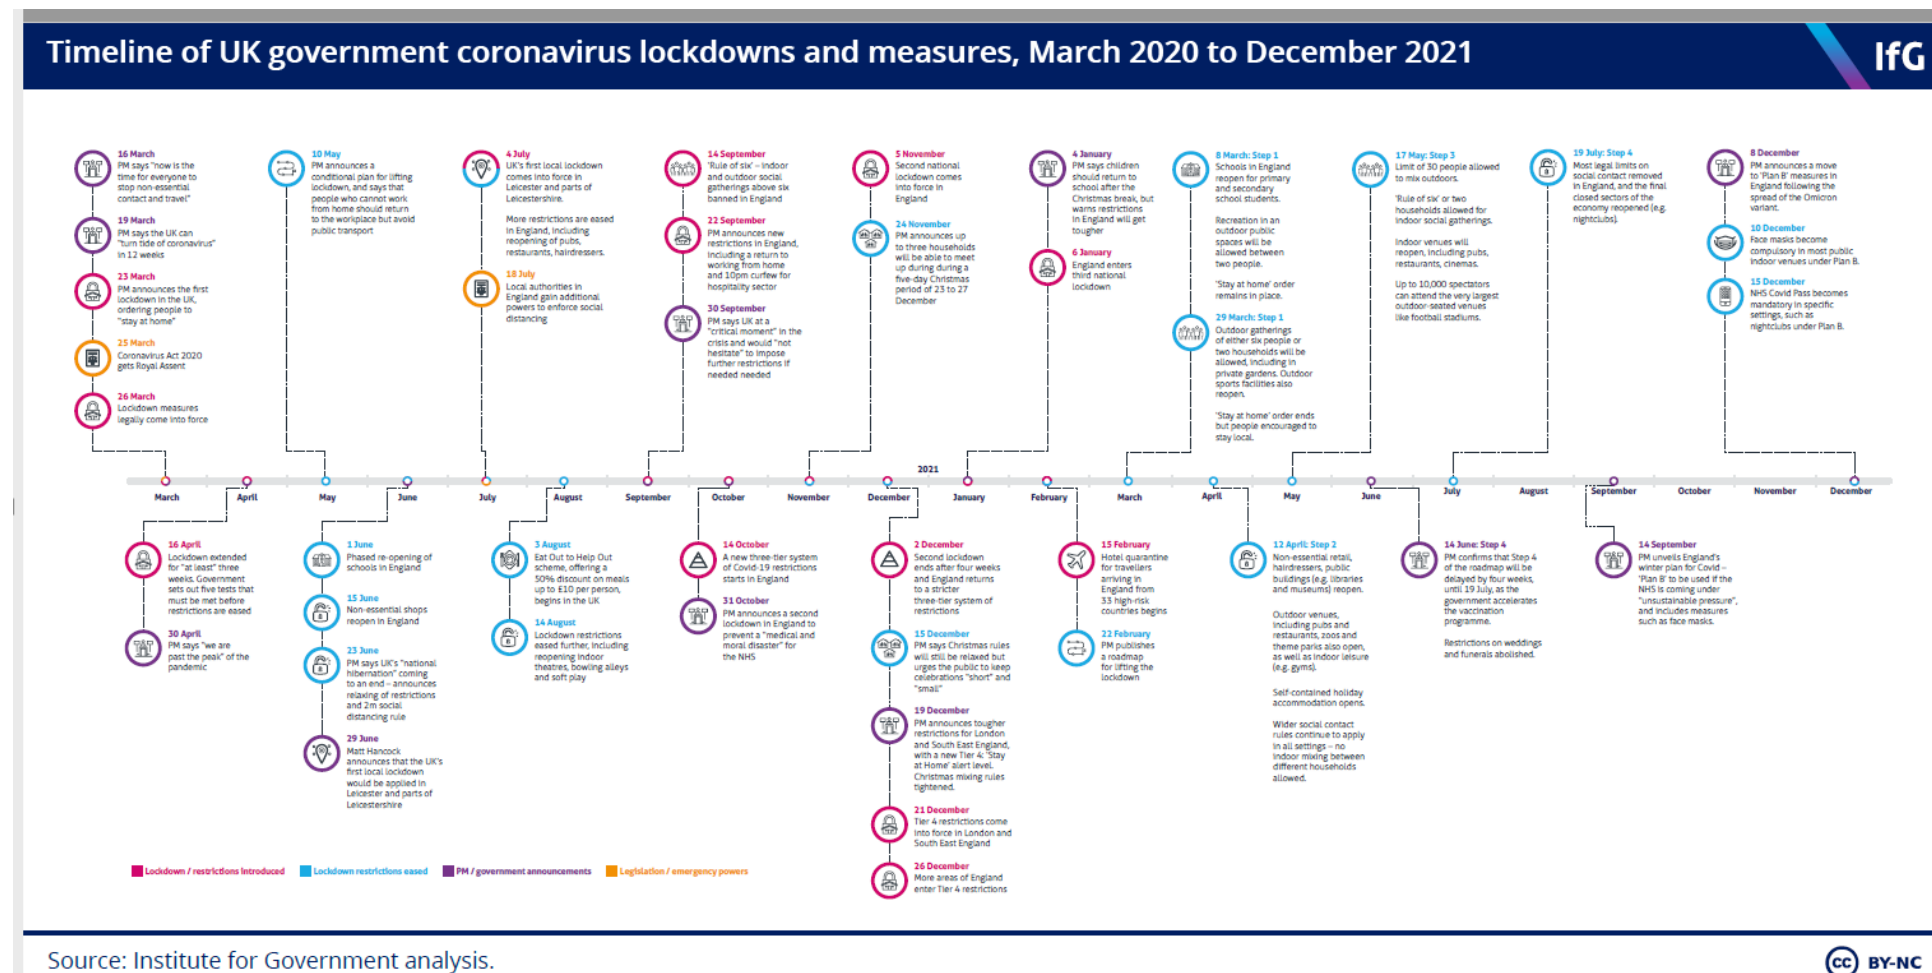 Timeline of UK government coronavirus lockdowns and measures, March 2020 to December 2021
IfG
16 March
PM says "now is the
time for everyone to
stop non-essential
contact and travel"
19 March
PM says the UK can
"turn tide of coronavirus"
in 12 weeks
23 March
PM announces the first
lockdown in the UK,
ordering people to
"stay at home"
25 March
Coronavirus Act 2020
gets Royal Assent
26 March
Lockdown measures
legally come into force
10 May
PM announces a
conditional plan for lifting
lockdown, and says that
people who cannot work
from home should return
to the workplace but avoid
public transport
4 July
UK's first local lockdown
comes into force in
Leicester and parts of
Leicestershire.
More restrictions are eased
in England, including
reopening of pubs,
restaurants, hairdressers.
18 July
Local authorities in
England gain additional
powers to enforce social
distancing
14 September
'Rule of six' – indoor
and outdoor social
gatherings above six
banned in England
22 September
PM announces new
restrictions in England,
including a return to
working from home
and 10pm curfew for
hospitality sector
30 September
PM says UK at a
"critical moment" in the
crisis and would "not
hesitate" to impose
further restrictions if
needed needed
5 November
Second national
lockdown comes
into force in
England
24 November
PM announces up
to three households
will be able to meet
up during during a
five-day Christmas
period of 23 to 27
December
4 January
PM says children
should return to
school after the
Christmas break, but
warns restrictions
in England will get
tougher
6 January
England enters
third national
lockdown
8 March: Step 1
Schools in England
reopen for primary
and secondary
school students.
Recreation in an
outdoor public
spaces will be
allowed between
two people.
'Stay at home' order
remains in place.
29 March: Step 1
Outdoor gatherings
of either six people or
two households will be
allowed, including in
private gardens. Outdoor
sports facilities also
reopen.
'Stay at home' order ends
but people encouraged to
stay local.
17 May: Step 3
Limit of 30 people allowed
to mix outdoors.
'Rule of six' or two
households allowed for
indoor social gatherings.
Indoor venues will
reopen, including pubs,
restaurants, cinemas.
Up to 10,000 spectators
can attend the very largest
outdoor-seated venues
like football stadiums.
19 July: Step 4
Most legal limits on
social contact removed
in England, and the final
closed sectors of the
economy reopened (e.g.
nightclubs).
8 December
PM announces a move
to 'Plan B' measures in
England following the
spread of the Omicron
variant.
10 December
Face masks become
compulsory in most public
indoor venues under Plan B.
15 December
NHS Covid Pass becomes
mandatory in specific
settings, such as
nightclubs under Plan B.
2021
March April May June July August September October November December January February March April May June July August September October November December
16 April
Lockdown extended
for "at least" three
weeks. Government
sets out five tests that
must be met before
restrictions are eased
30 April
PM says "we are
past the peak" of the
pandemic
1 June
Phased re-opening of
schools in England
15 June
Non-essential shops
reopen in England
23 June
PM says UK's "national
hibernation" coming
to an end – announces
relaxing of restrictions
and 2m social
distancing rule
29 June
Matt Hancock
announces that the UK's
first local lockdown
would be applied in
Leicester and parts of
Leicestershire
3 August
Eat Out to Help Out
scheme, offering a
50% discount on meals
up to £10 per person,
begins in the UK
14 August
Lockdown restrictions
eased further, including
reopening indoor
theatres, bowling alleys
and soft play
14 October
A new three-tier system
of Covid-19 restrictions
starts in England
31 October
PM announces a second
lockdown in England to
prevent a "medical and
moral disaster" for
the NHS
2 December
Second lockdown
ends after four weeks
and England returns
to a stricter
three-tier system of
restrictions
15 December
PM says Christmas rules
will still be relaxed but
urges the public to keep
celebrations "short" and
"small"
19 December
PM announces tougher
restrictions for London
and South East England,
with a new Tier 4: 'Stay
at Home' alert level.
Christmas mixing rules
tightened.
21 December
Tier 4 restrictions come
into force in London and
South East England
26 December
More areas of England
enter Tier 4 restrictions
15 February
Hotel quarantine
for travellers
arriving in
England from
33 high-risk
countries begins
22 February
PM publishes
a roadmap
for lifting the
lockdown
12 April: Step 2
Non-essential retail,
hairdressers, public
buildings (e.g. libraries
and museums) reopen.
Outdoor venues,
including pubs and
restaurants, zoos and
theme parks also open,
as well as indoor leisure
(e.g. gyms).
Self-contained holiday
accommodation opens.
Wider social contact
rules continue to apply
in all settings – no
indoor mixing between
different households
allowed.
14 June: Step 4
PM confirms that Step 4
of the roadmap will be
delayed by four weeks,
until 19 July, as the
government accelerates
the vaccination
programme.
Restrictions on weddings
and funerals abolished.
14 September
PM unveils England's
winter plan for Covid –
'Plan B' to be used if the
NHS is coming under
"unsustainable pressure",
and includes measures
such as face masks.
Lockdown / restrictions introduced Lockdown restrictions eased PM / government announcements Legislation / emergency powers
Source: Institute for Government analysis.
cc BY-NC